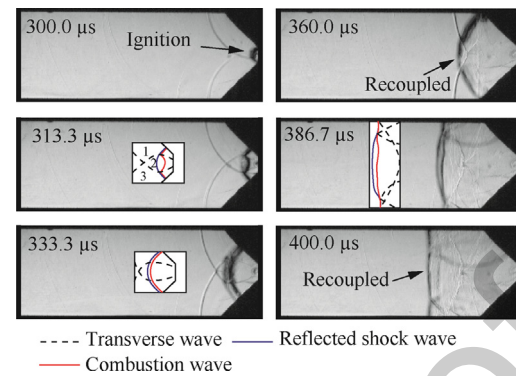 300.0 μs
Ignition
313.3 μs
1
2
3
333.3 μs
360.0 μs
Recoupled
386.7 μs
400.0 μs
Recoupled
Transverse wave
Reflected shock wave
Combustion wave